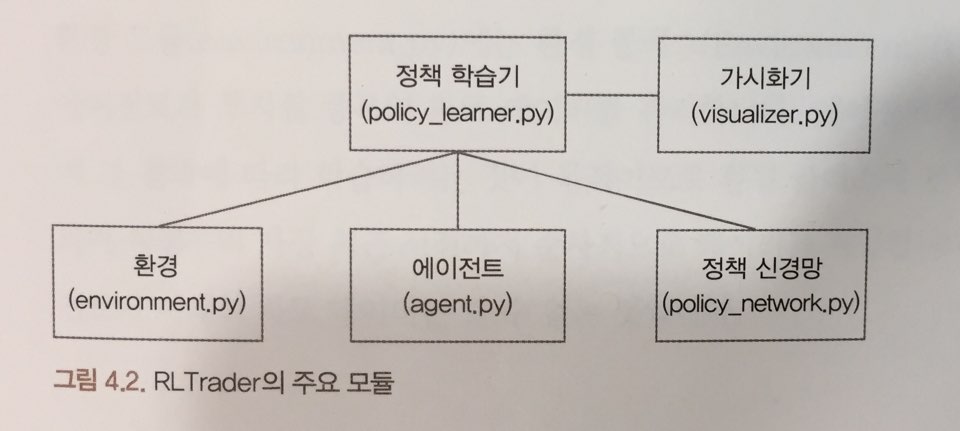 정책 학습기
(policy_learner.py)
가시화기
(visualizer.py)
환경
(environment.py)
에이전트
(agent.py)
정책 신경망
(policy_network.py)
그림 4.2. RLTrader의 주요 모듈